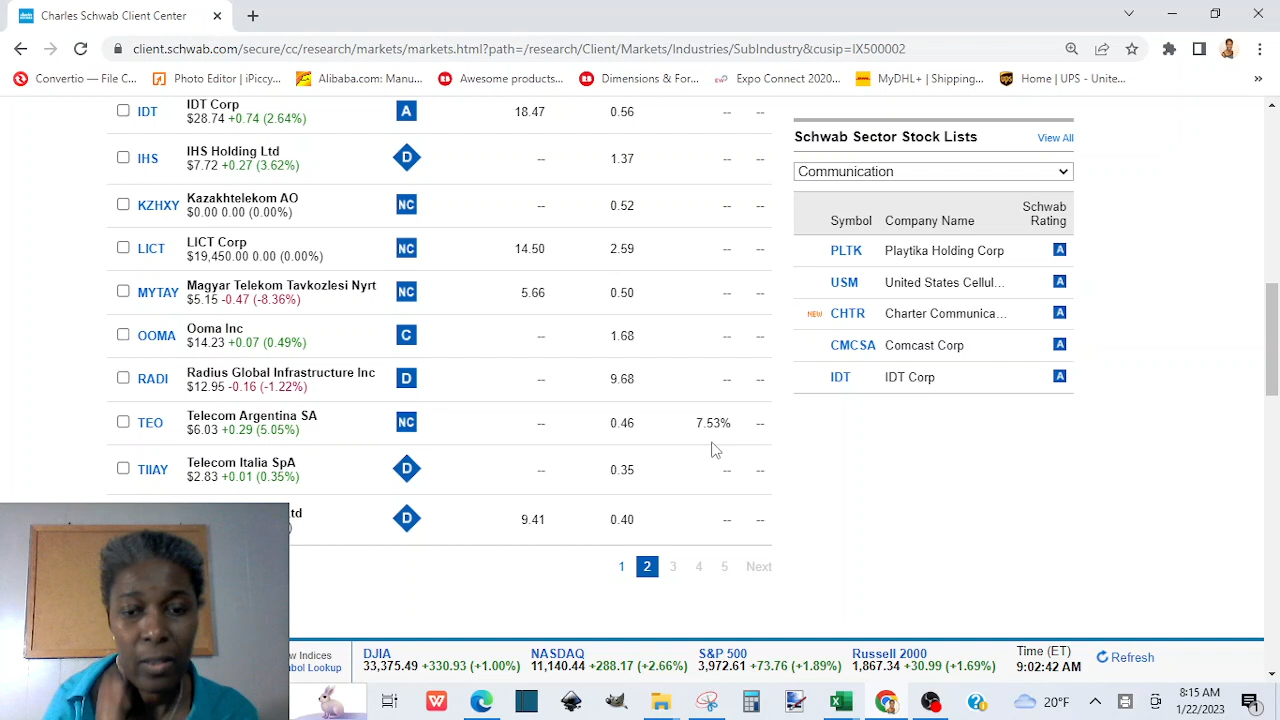 Charles Schwab
client.schwab.com/secure/cc/research/markets/markets.html?path=/research/Client/Markets/Industries/SubIndustry&cusip=IX500002
Convertio — File C... Photo Editor | iPiccy... Alibaba.com: Manu... Awesome products... Dimensions & For... Expo Connect 2020... MyDHL+ | Shipping... Home | UPS - Unite... »
IDT IDT Corp A 18.47 0.56 -- --
$28.74 +0.74 (2.64%)
IHS IHS Holding Ltd D -- 1.37 -- --
$7.72 +0.27 (3.62%)
KZHXY Kazakhtelekom AO NC -- 0.52 -- --
$0.00 0.00 (0.00%)
LICT LICT Corp NC 14.50 2.59 -- --
$19,450.00 0.00 (0.00%)
MYTAY Magyar Telekom Tavkozlesi Nyrt NC 5.66 0.50 -- --
$5.15 -0.47 (-8.36%)
OOMA Ooma Inc C -- 1.68 -- --
$14.23 +0.07 (0.49%)
RADI Radius Global Infrastructure Inc D -- 9.68 -- --
$12.95 -0.16 (-1.22%)
TEO Telecom Argentina SA NC -- 0.46 7.53% --
$6.03 +0.29 (5.05%)
TIIAY Telecom Italia SpA D -- 0.35 -- --
$2.83 +0.01 (0.35%)
D 9.41 0.40 -- --
1 2 3 4 5 Next
Schwab Sector Stock Lists View All
Communication
Symbol Company Name Schwab Rating
PLTK Playtika Holding Corp A
USM United States Cellul... A
NEW CHTR Charter Communica... A
CMCSA Comcast Corp A
IDT IDT Corp A
Indices
Lookup
DJIA NASDAQ S&P 500 Russell 2000 Time (ET)
33,375.49 +330.93 (+1.00%) 11,140.44 +288.17 (+2.66%) 3,972.61 +73.76 (+1.89%) 1,867.34 +30.99 (+1.69%) 9:02:42 AM Refresh
20°F
8:15 AM
1/22/2023